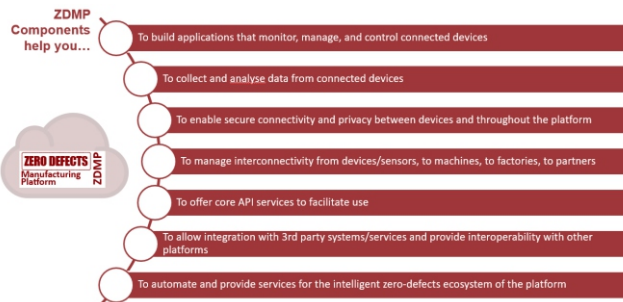 ZDMP
Components
help you...
To build applications that monitor, manage, and control connected devices
To collect and analyse data from connected devices
To enable secure connectivity and privacy between devices and throughout the platform
To manage interconnectivity from devices/sensors, to machines, to factories, to partners
To offer core API services to facilitate use
To allow integration with 3rd party systems/services and provide interoperability with other
platforms
To automate and provide services for the intelligent zero-defects ecosystem of the platform
ZERO DEFECTS
Manufacturing
Platform
ZDMP